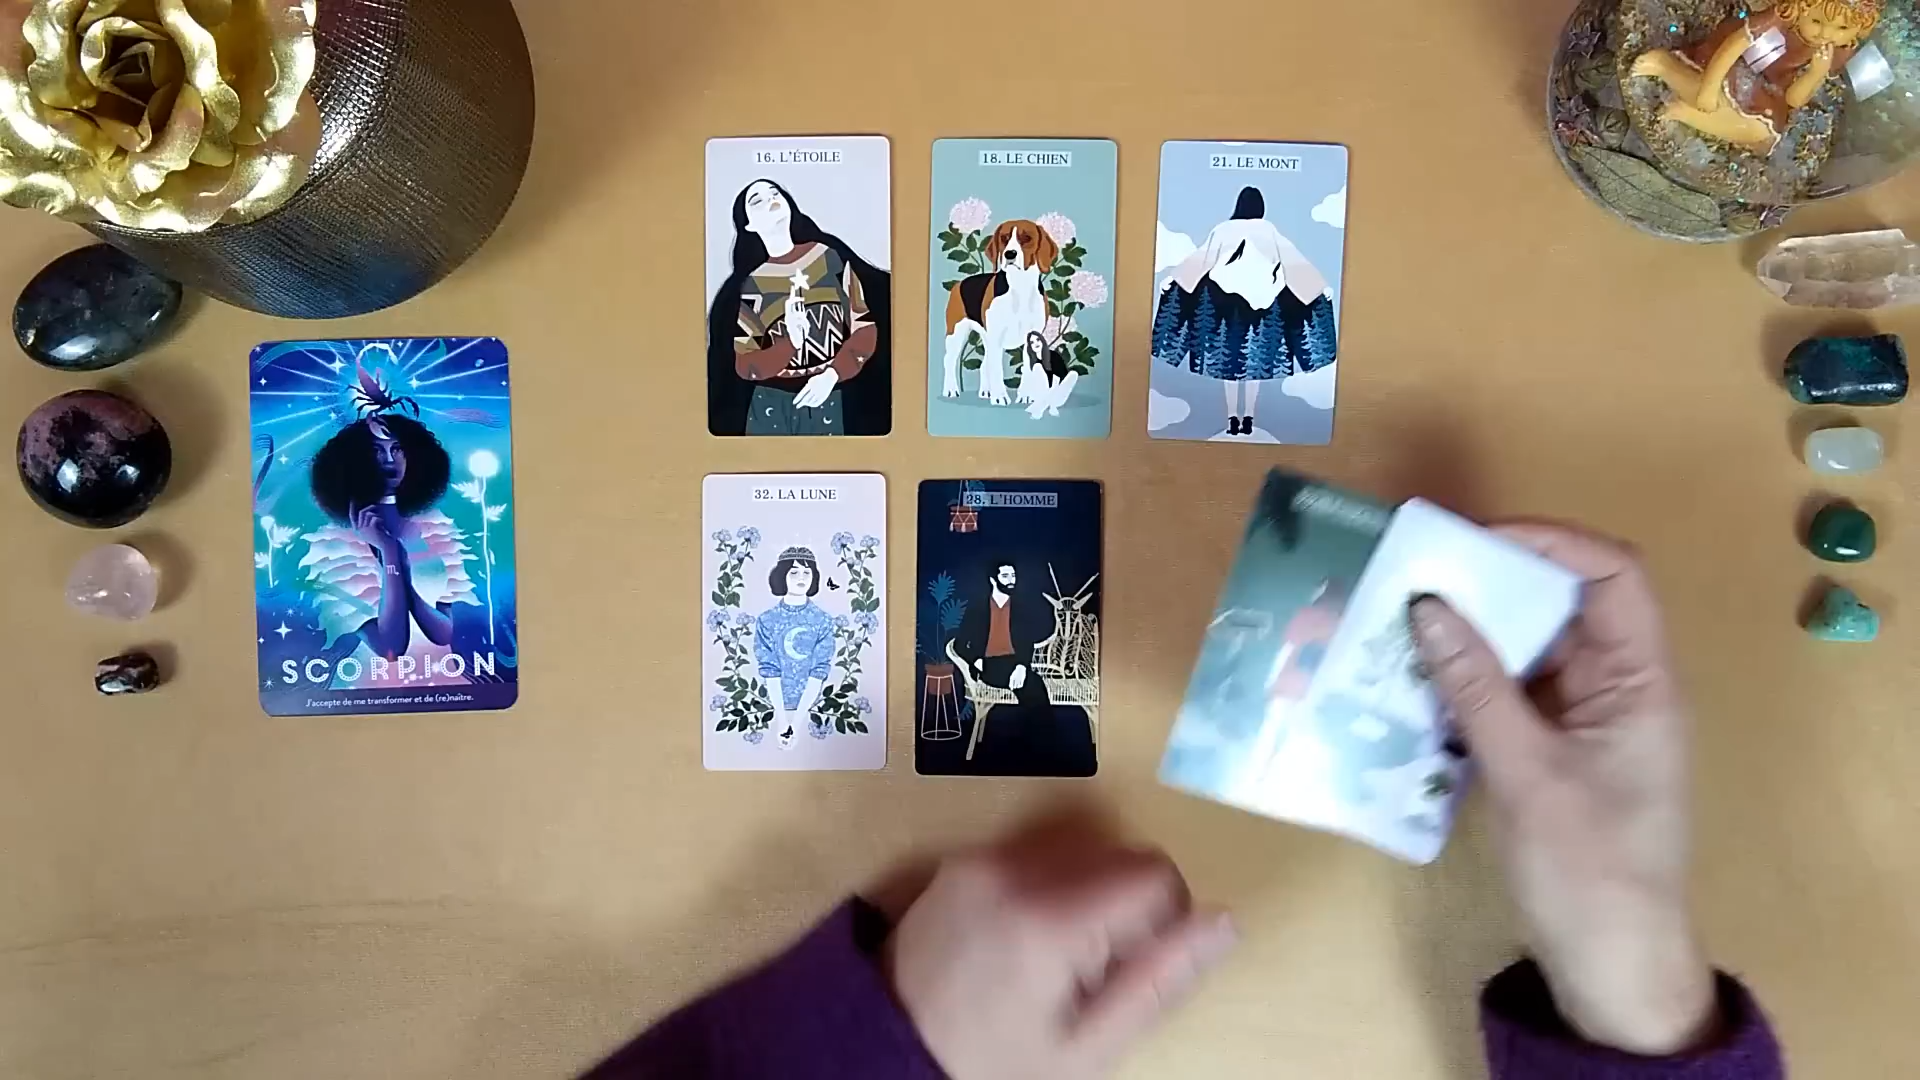 16. L'ÉTOILE
18. LE CHIEN
21. LE MONT
32. LA LUNE
28. L'HOMME
SCORPION
J'accepte de me transformer et de (re)naître.